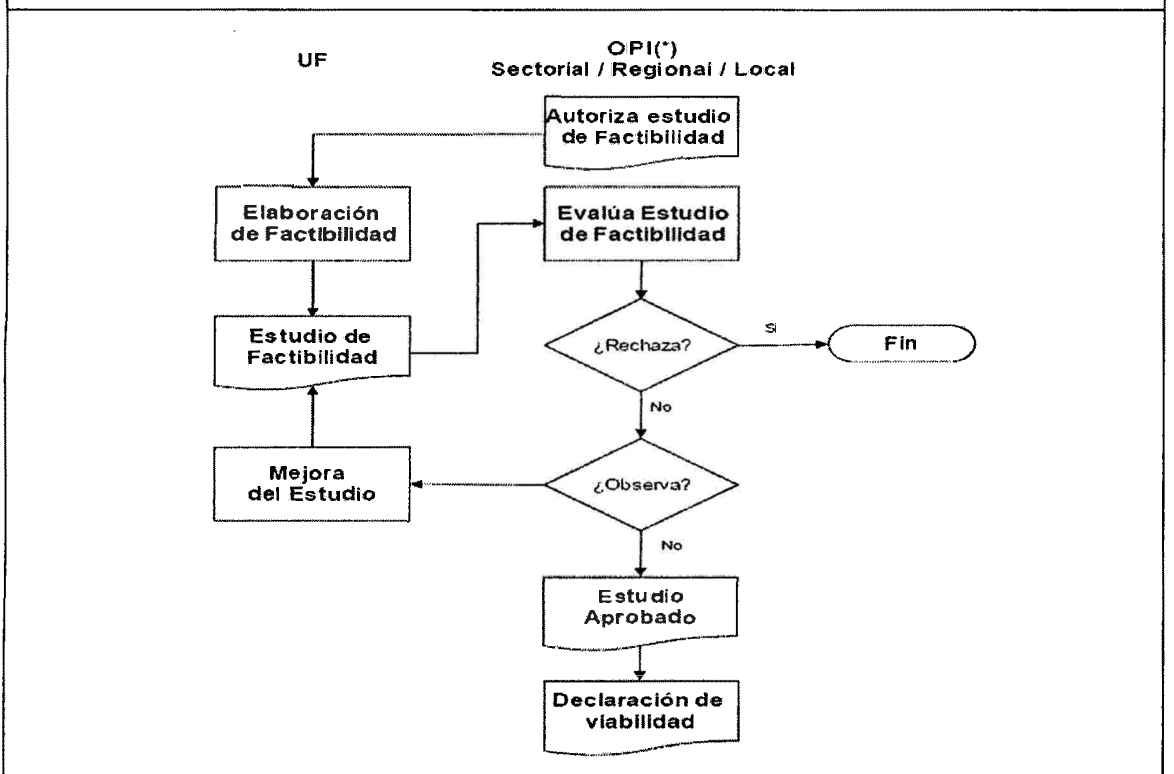 UF
OPI(*)
Sectorial / Regional / Local
Autoriza estudio
de Factibilidad
Elaboración
de Factibilidad
Evalúa Estudio
de Factibilidad
Estudio de
Factibilidad
¿Rechaza?
Si
Fin
No
Mejora
del Estudio
¿Observa?
No
Estudio
Aprobado
Declaración de
viabilidad